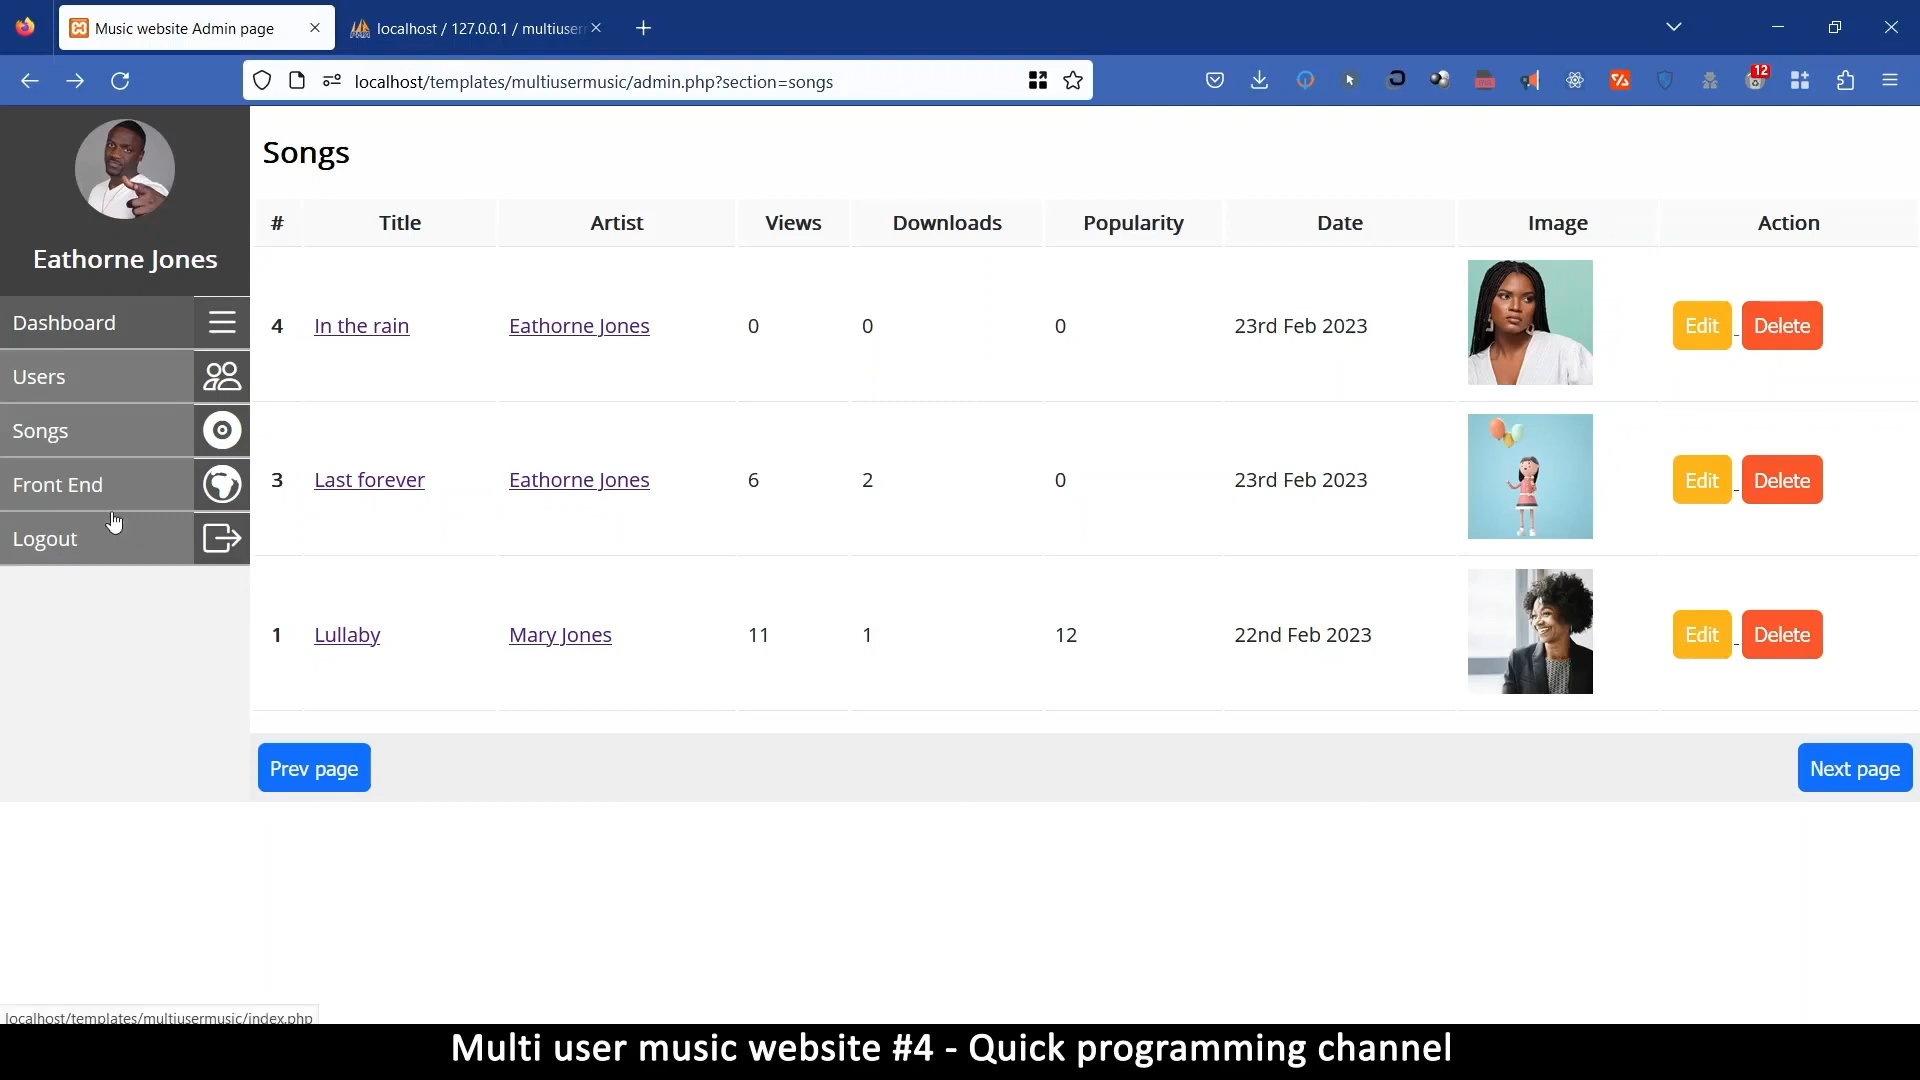 Music website Admin page
localhost / 127.0.0.1 / multiuser
localhost/templates/multiusermusic/admin.php?section=songs
12
Eathorne Jones
Dashboard
Users
Songs
Front End
Logout
Songs
# Title Artist Views Downloads Popularity Date Image Action
4 In the rain Eathorne Jones 0 0 0 23rd Feb 2023 Edit Delete
3 Last forever Eathorne Jones 6 2 0 23rd Feb 2023 Edit Delete
1 Lullaby Mary Jones 11 1 12 22nd Feb 2023 Edit Delete
Prev page Next page
localhost/templates/multiusermusic/index.php
Multi user music website #4 - Quick programming channel